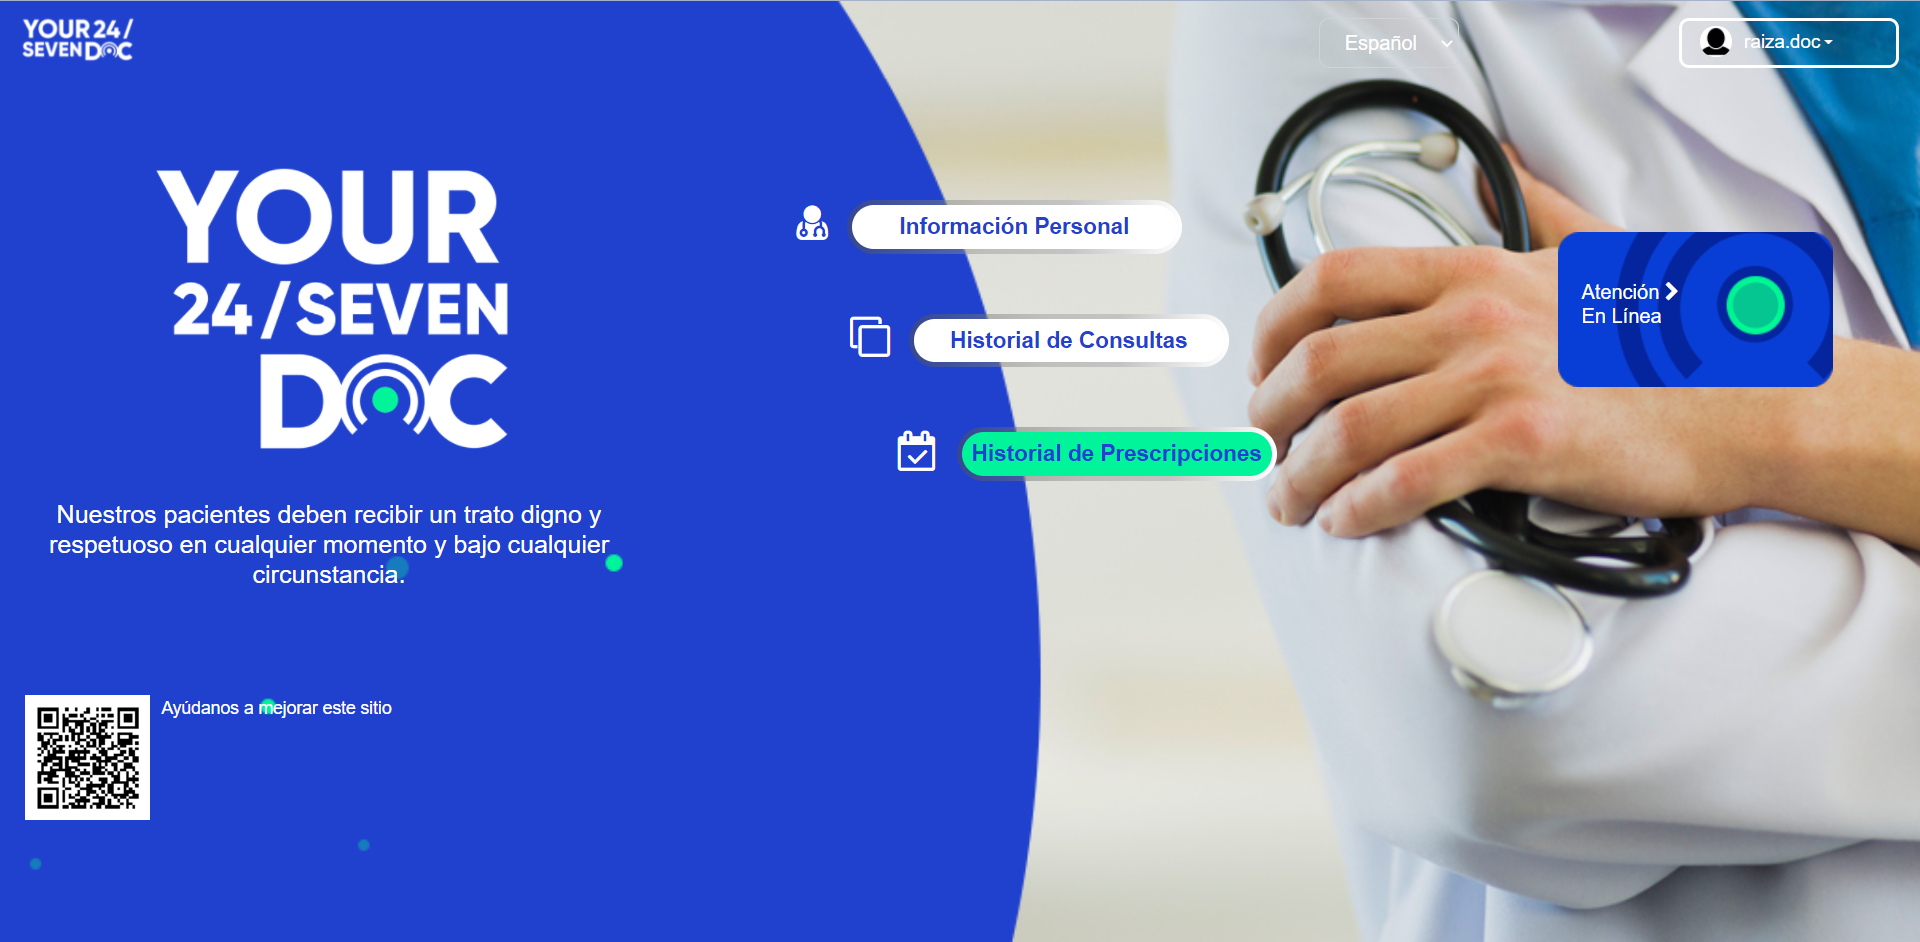 YOUR 24/
SEVEN DOC
Español
raiza.doc
YOUR
24/SEVEN
DOC
Nuestros pacientes deben recibir un trato digno y
respetuoso en cualquier momento y bajo cualquier
circunstancia.
Información Personal
Historial de Consultas
Historial de Prescripciones
Atención
En Línea
Ayúdanos a mejorar este sitio